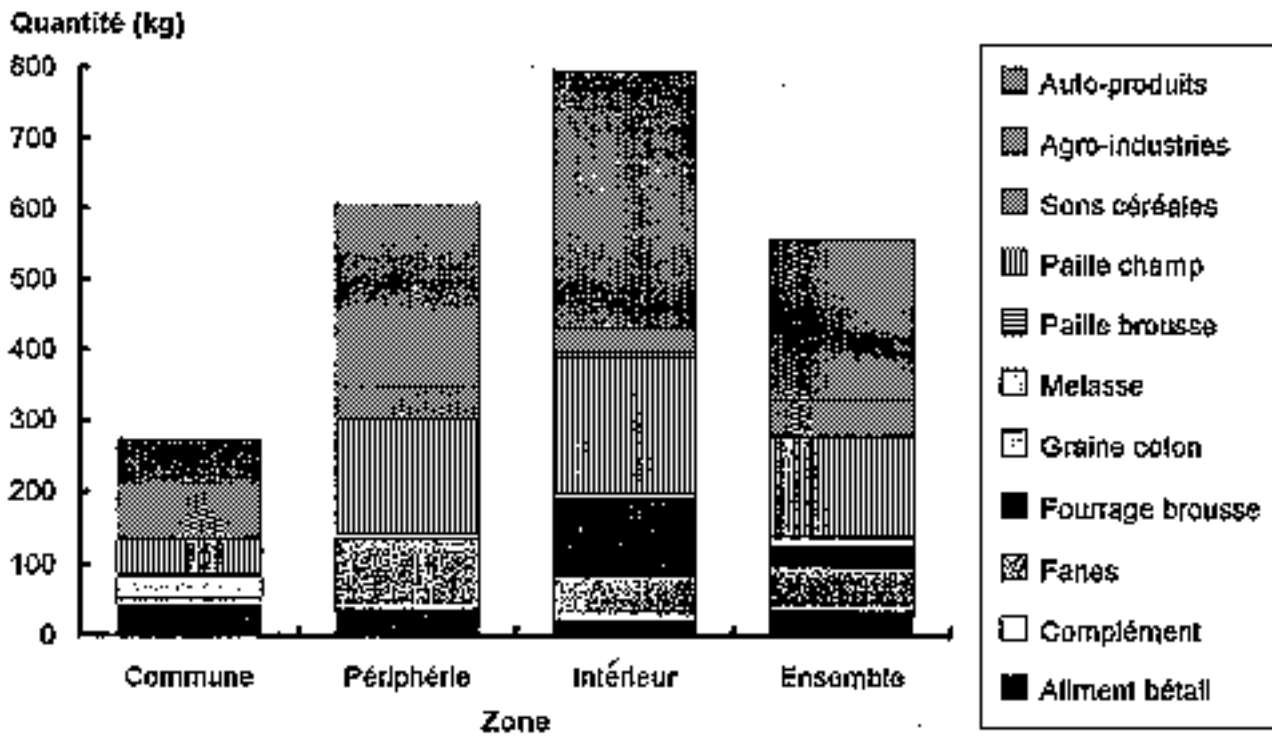 Quantité (kg)
800
700
600
500
400
300
200
100
0
Commune Périphérie Intérieur Ensemble
Zone
Auto-produits
Agro-industries
Sons céréales
Paille champ
Paille brousse
Melasse
Graine coton
Fourrage brousse
Fanes
Complément
Aliment bétail